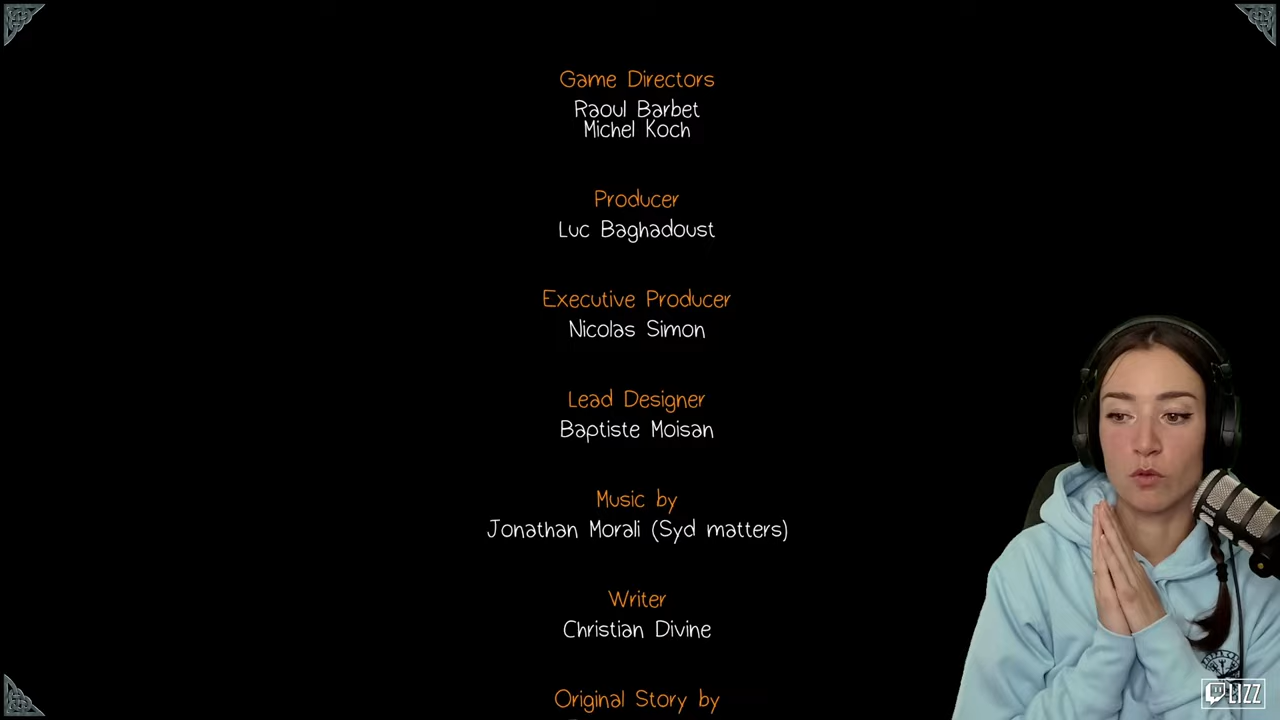 Game Directors
Raoul Barbet
Michel Koch
Producer
Luc Baghadoust
Executive Producer
Nicolas Simon
Lead Designer
Baptiste Moisan
Music by
Jonathan Morali (Syd matters)
Writer
Christian Divine
Original Story by
LIZZ